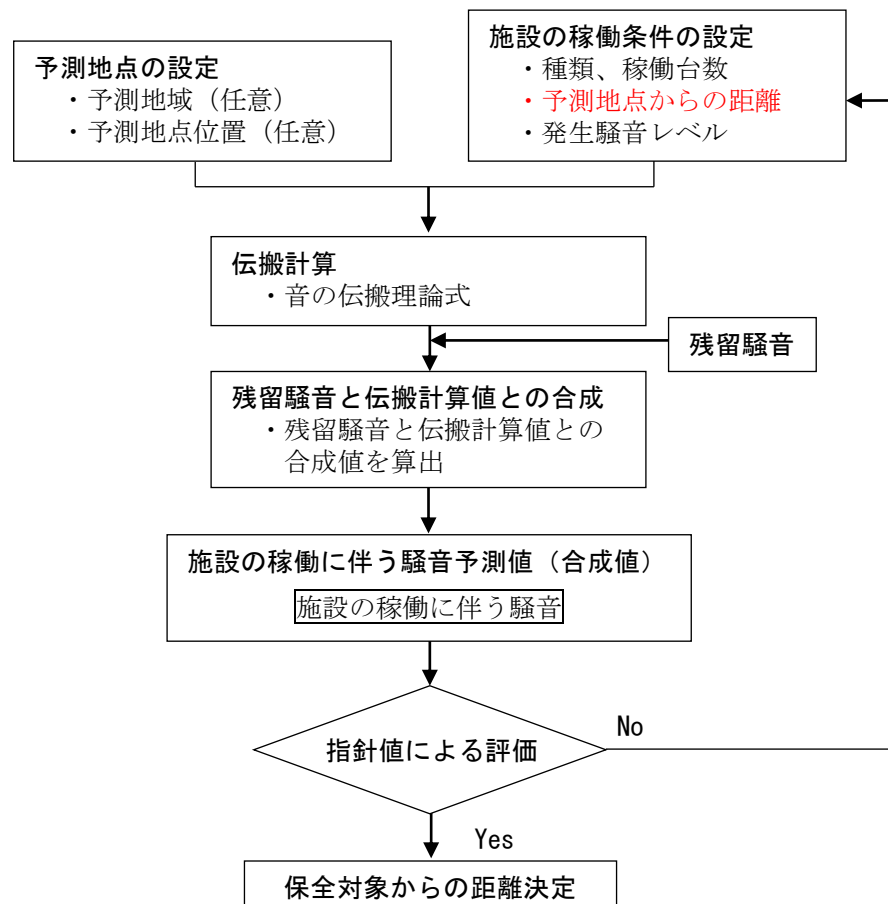 予測地点の設定
・予測地域（任意）
・予測地点位置（任意）
施設の稼働条件の設定
・種類、稼働台数
・予測地点からの距離
・発生騒音レベル
伝搬計算
・音の伝搬理論式
残留騒音
残留騒音と伝搬計算値との合成
・残留騒音と伝搬計算値との
合成値を算出
施設の稼働に伴う騒音予測値（合成値）
施設の稼働に伴う騒音
指針値による評価
No
Yes
保全対象からの距離決定